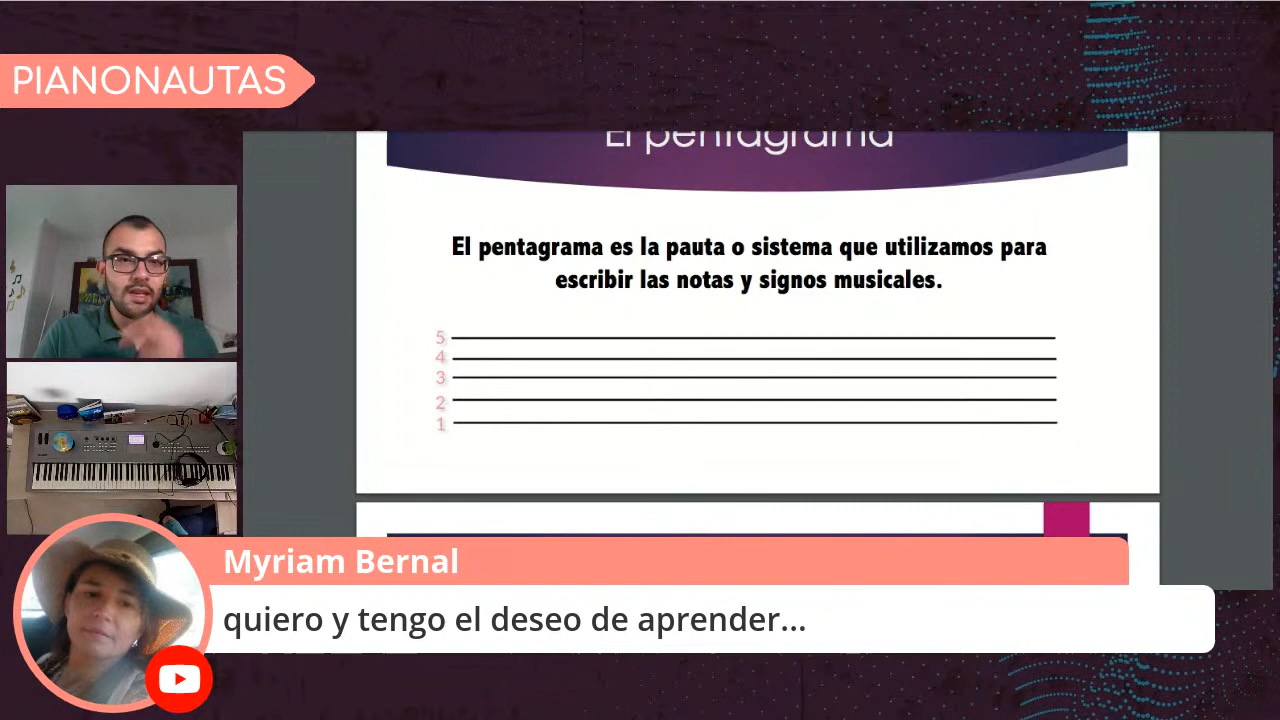 PIANONAUTAS
El pentagrama
El pentagrama es la pauta o sistema que utilizamos para
escribir las notas y signos musicales.
5
4
3
2
1
Myriam Bernal
quiero y tengo el deseo de aprender...